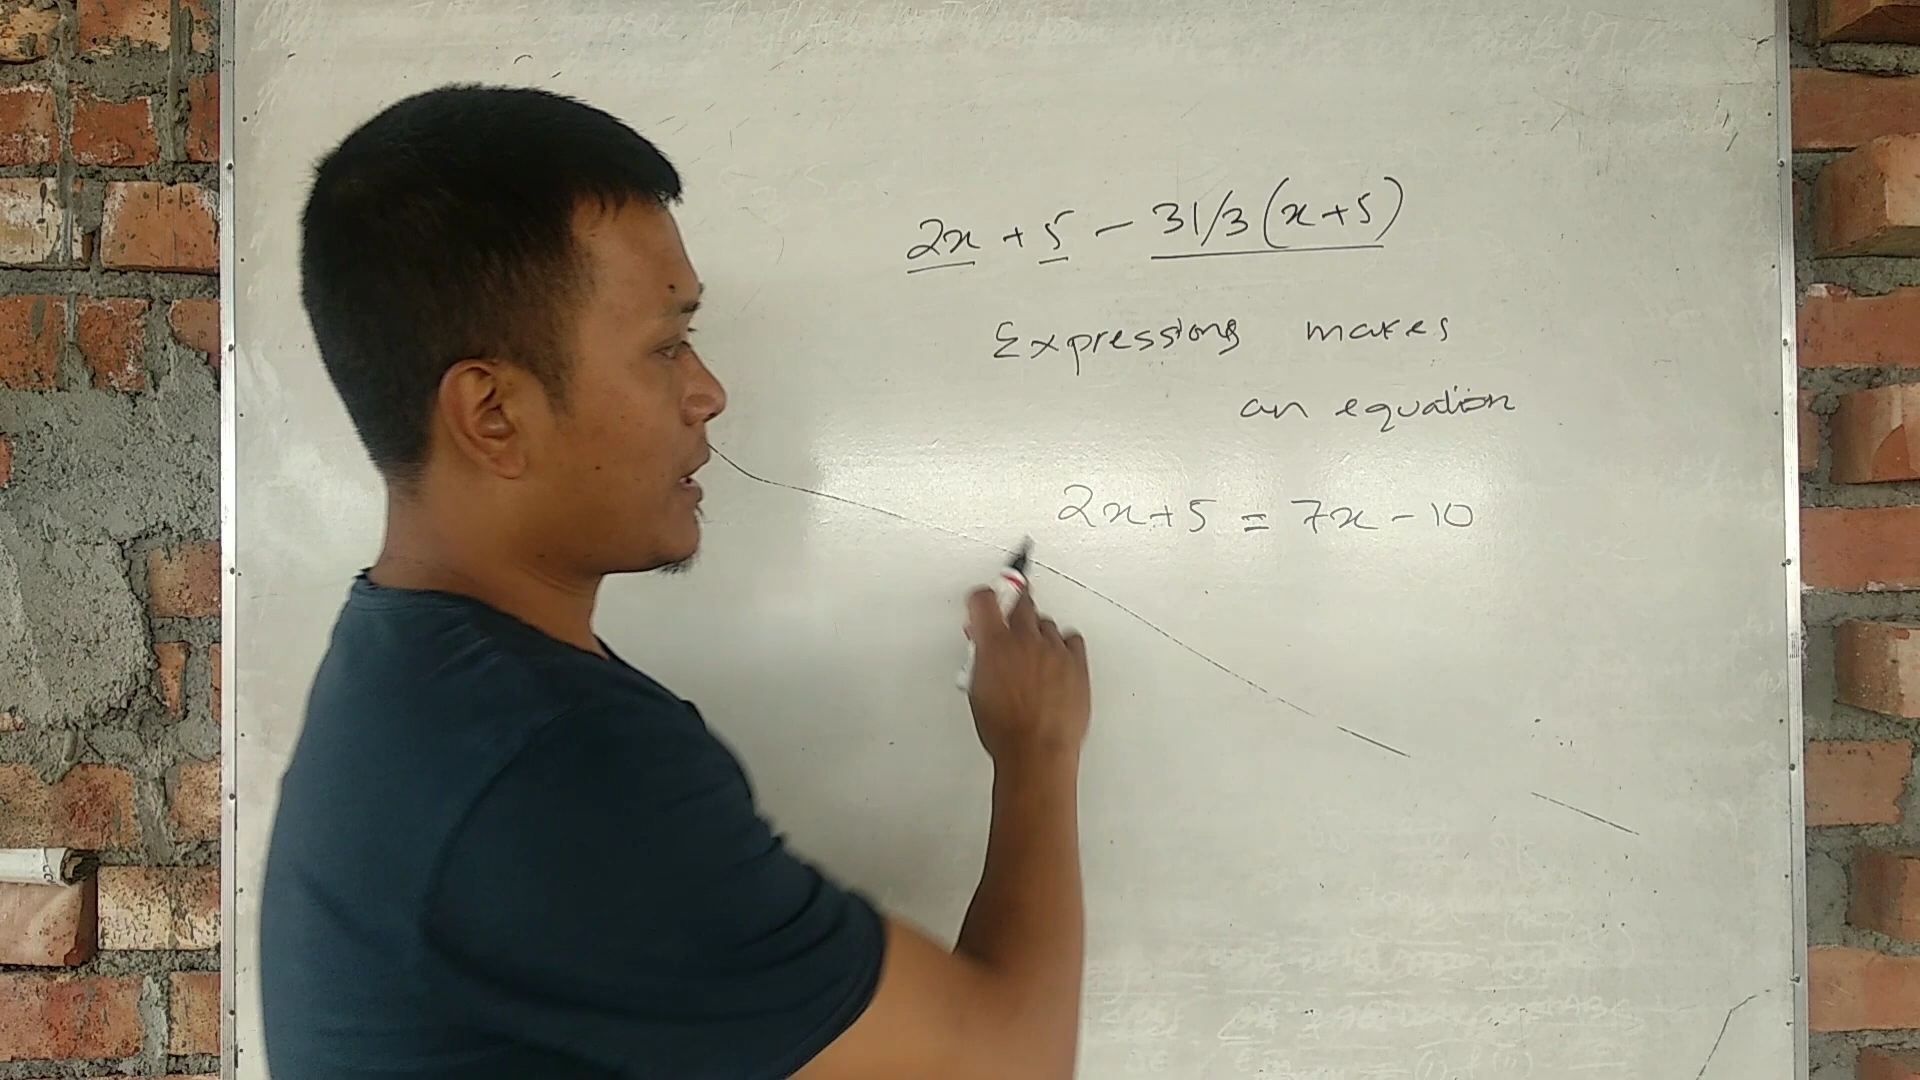 2x + 5 - 31/3(x+5)
Expressions makes
an equation
2x+5 = 7x-10